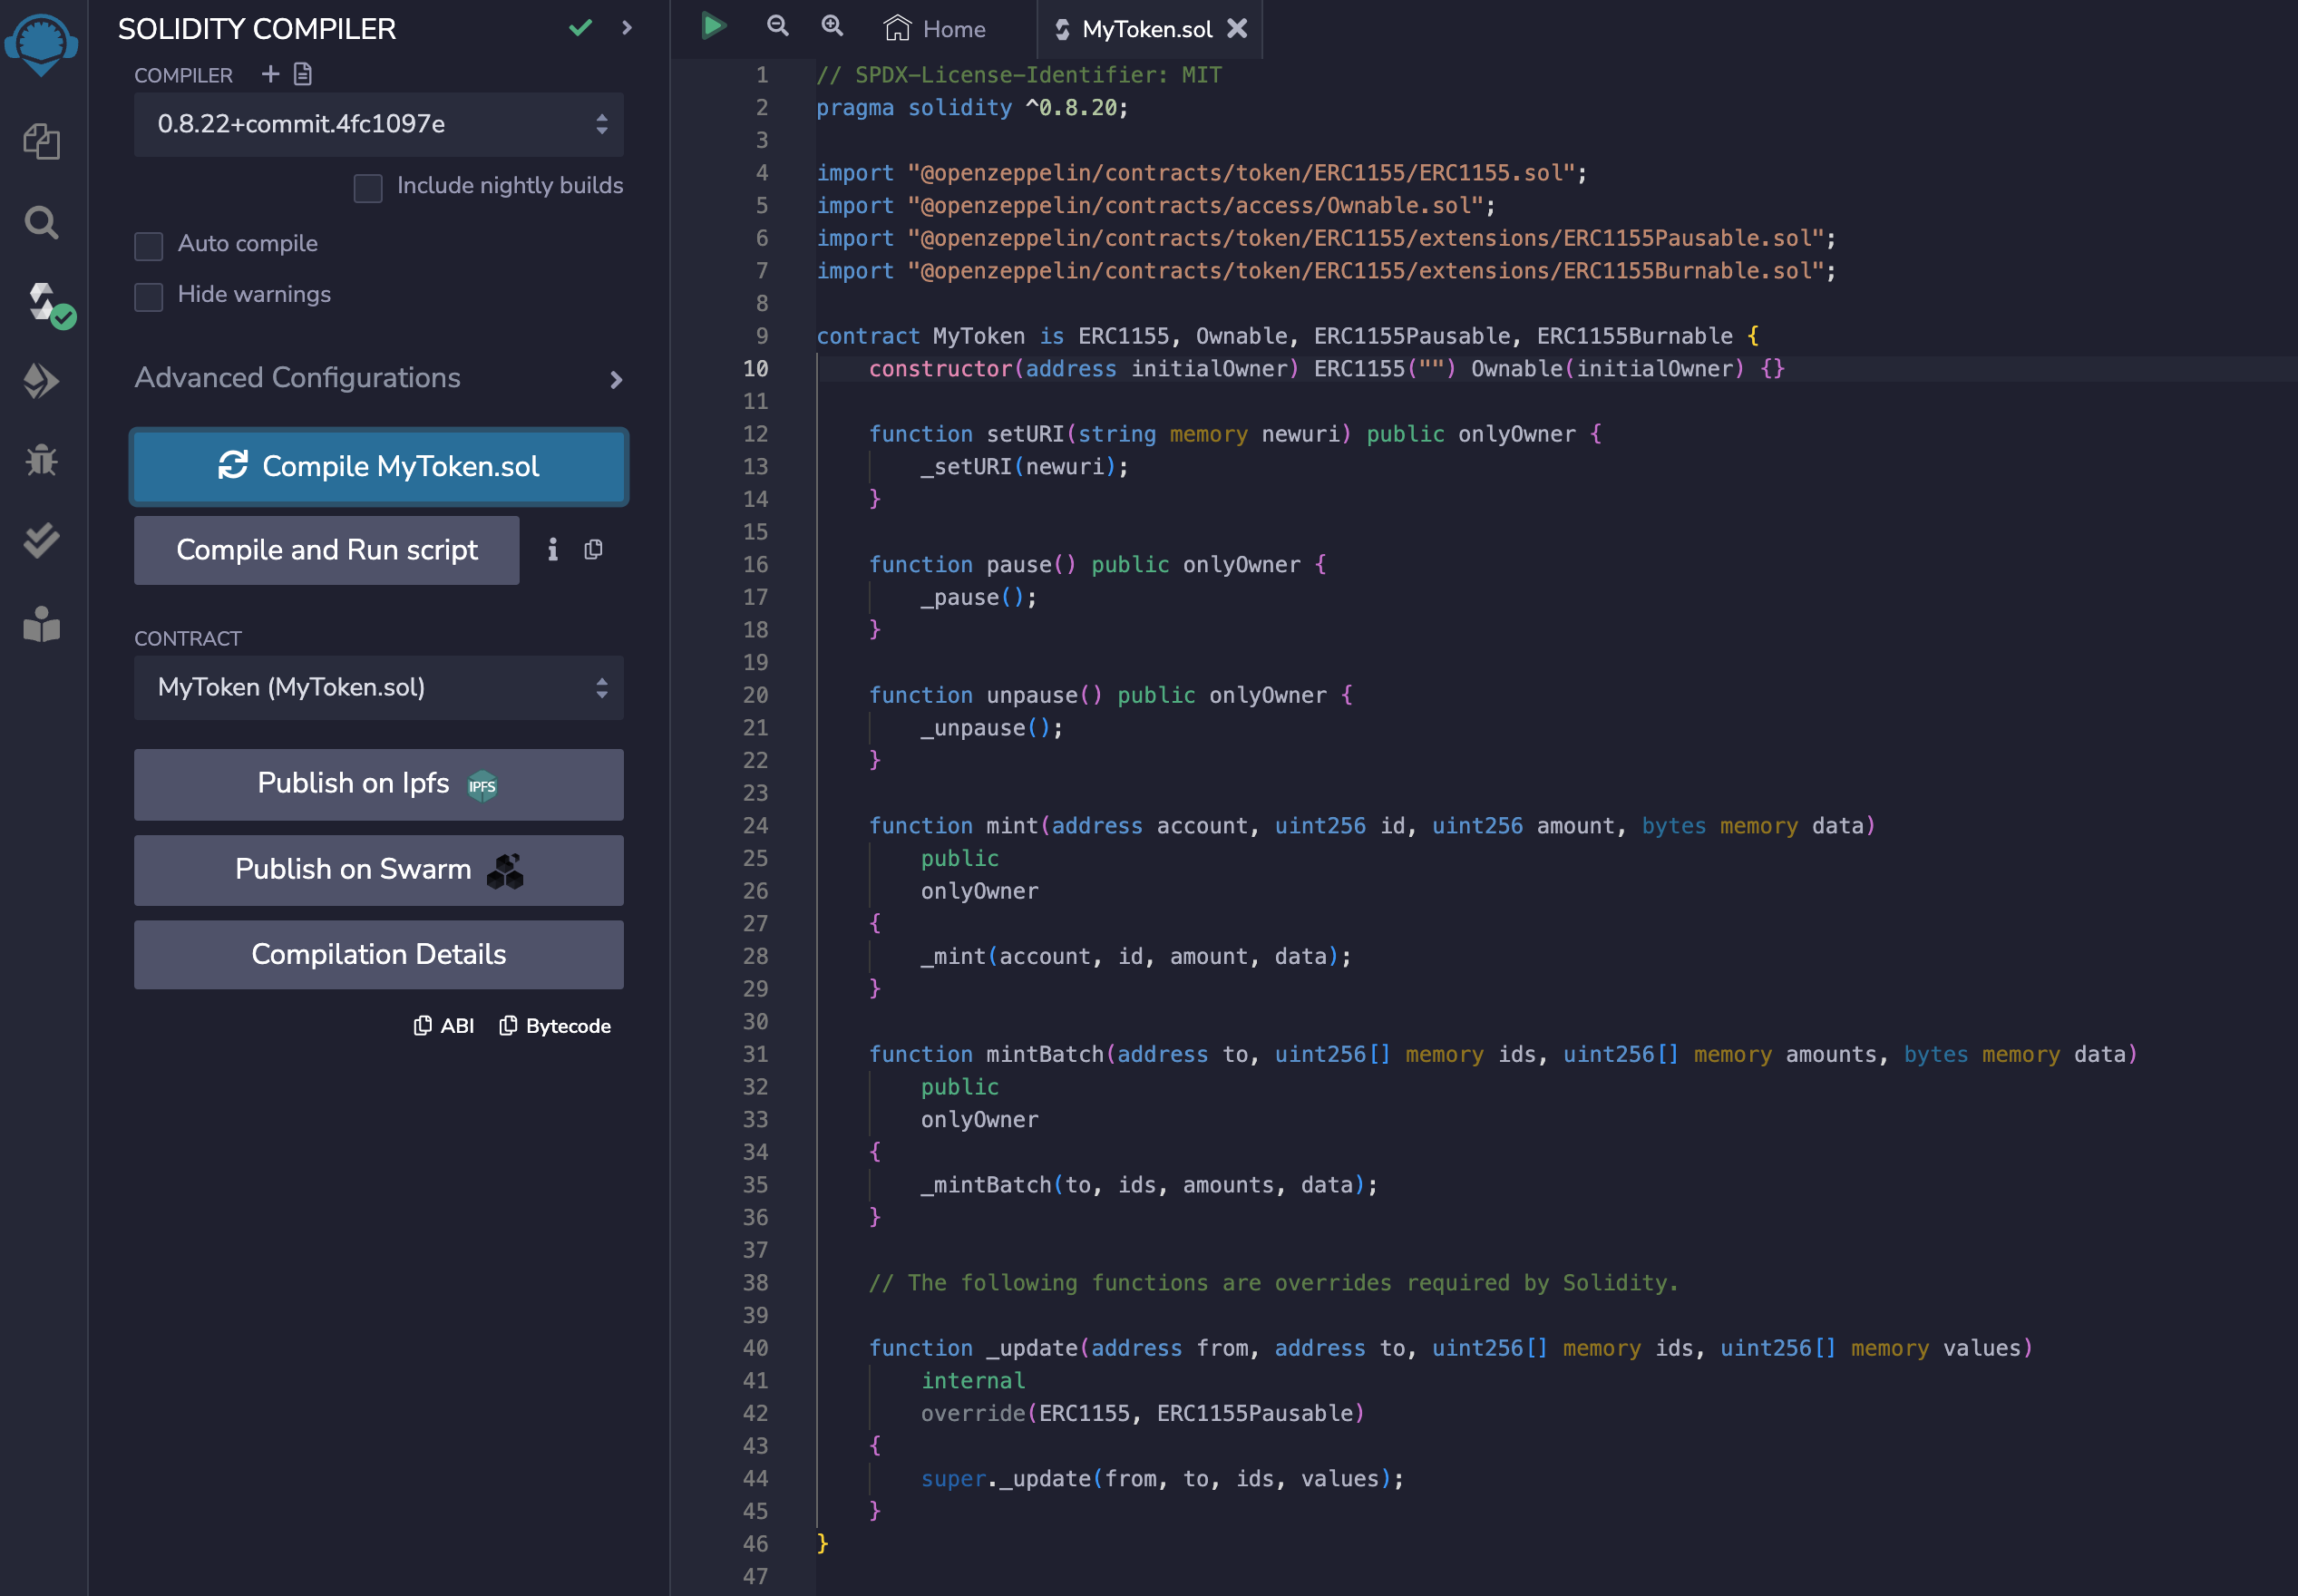 SOLIDITY COMPILER
COMPILER
0.8.22+commit.4fc1097e
Include nightly builds
Auto compile
Hide warnings
Advanced Configurations
Compile MyToken.sol
Compile and Run script
CONTRACT
MyToken (MyToken.sol)
Publish on Ipfs IPFS
Publish on Swarm
Compilation Details
ABI Bytecode
Home MyToken.sol
1 // SPDX-License-Identifier: MIT
2 pragma solidity ^0.8.20;
3
4 import "@openzeppelin/contracts/token/ERC1155/ERC1155.sol";
5 import "@openzeppelin/contracts/access/Ownable.sol";
6 import "@openzeppelin/contracts/token/ERC1155/extensions/ERC1155Pausable.sol";
7 import "@openzeppelin/contracts/token/ERC1155/extensions/ERC1155Burnable.sol";
8
9 contract MyToken is ERC1155, Ownable, ERC1155Pausable, ERC1155Burnable {
10     constructor(address initialOwner) ERC1155("") Ownable(initialOwner) {}
11
12     function setURI(string memory newuri) public onlyOwner {
13         _setURI(newuri);
14     }
15
16     function pause() public onlyOwner {
17         _pause();
18     }
19
20     function unpause() public onlyOwner {
21         _unpause();
22     }
23
24     function mint(address account, uint256 id, uint256 amount, bytes memory data)
25         public
26         onlyOwner
27     {
28         _mint(account, id, amount, data);
29     }
30
31     function mintBatch(address to, uint256[] memory ids, uint256[] memory amounts, bytes memory data)
32         public
33         onlyOwner
34     {
35         _mintBatch(to, ids, amounts, data);
36     }
37
38     // The following functions are overrides required by Solidity.
39
40     function _update(address from, address to, uint256[] memory ids, uint256[] memory values)
41         internal
42         override(ERC1155, ERC1155Pausable)
43     {
44         super._update(from, to, ids, values);
45     }
46 }
47